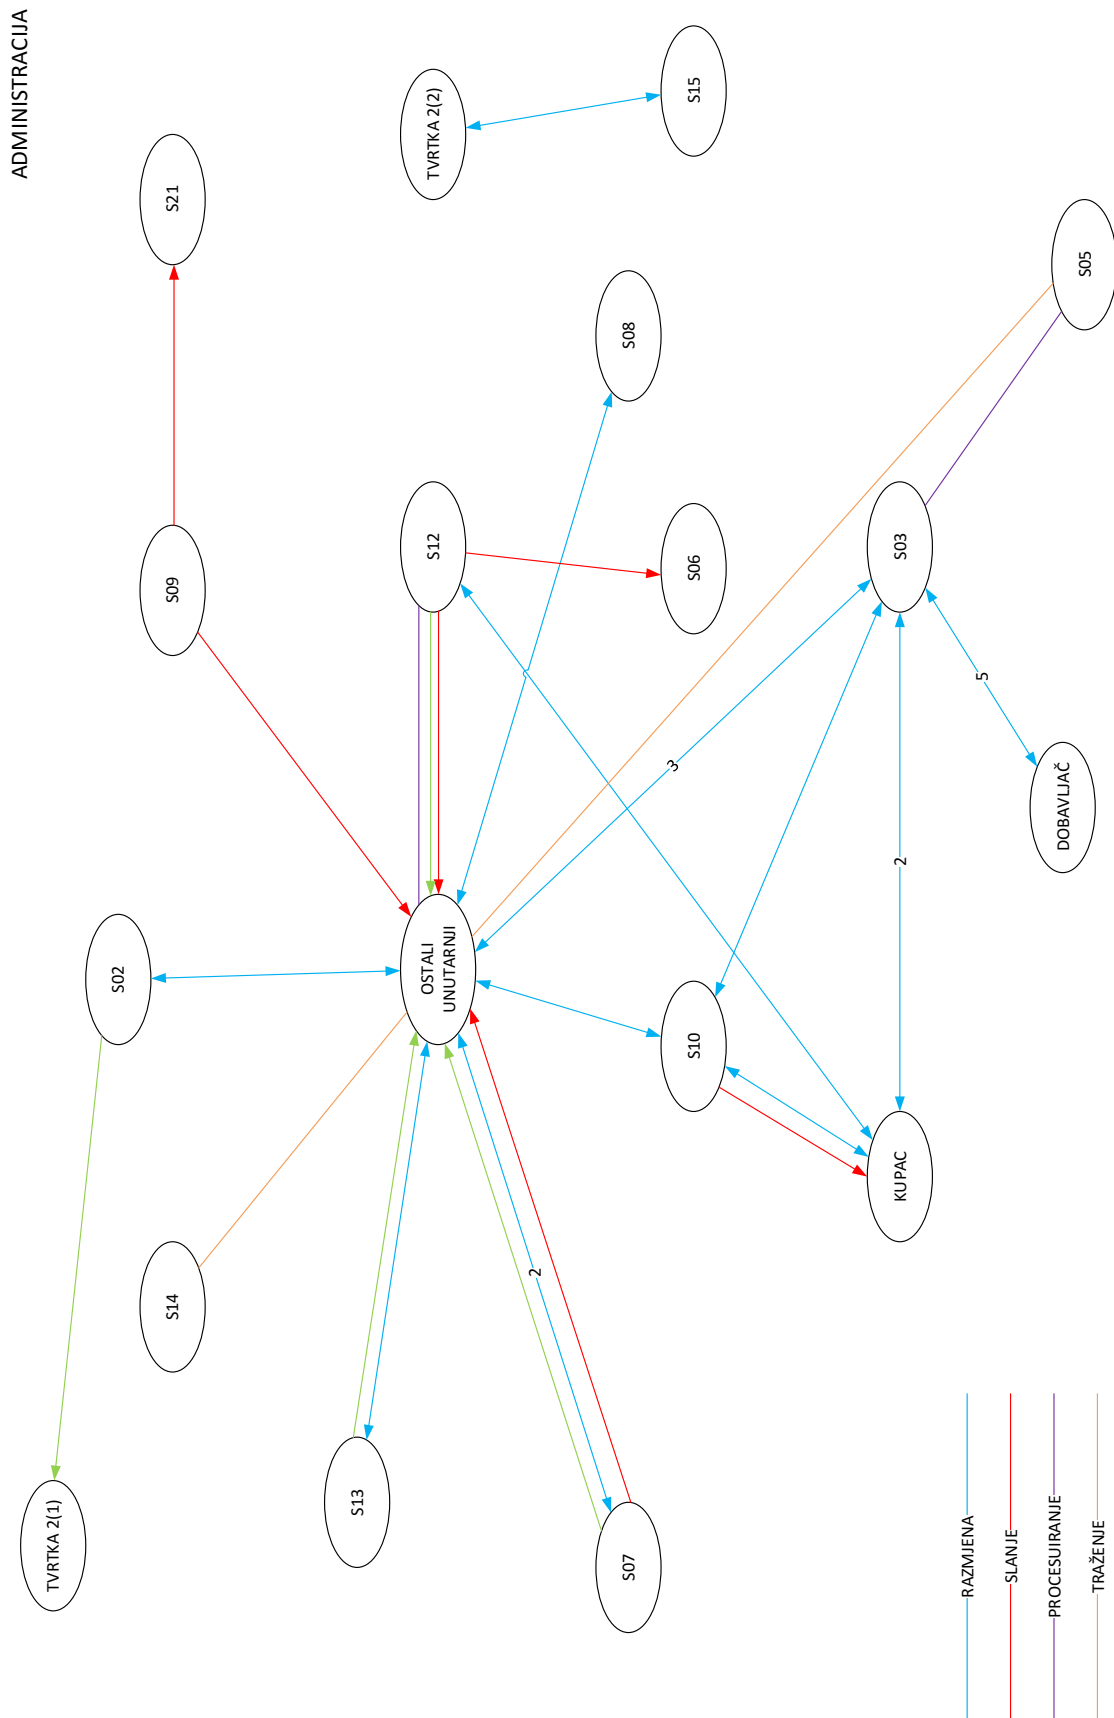 ADMINISTRACIJA
TVRTKA 2(1)
S02
S14
S09
S21
S13
OSTALI
UNUTARNJI
S12
TVRTKA 2(2)
2
S07
S08
3
S10
S06
S15
KUPAC
2
S03
5
DOBAVLJAČ
S05
RAZMJENA
SLANJE
PROCESUIRANJE
TRAŽENJE